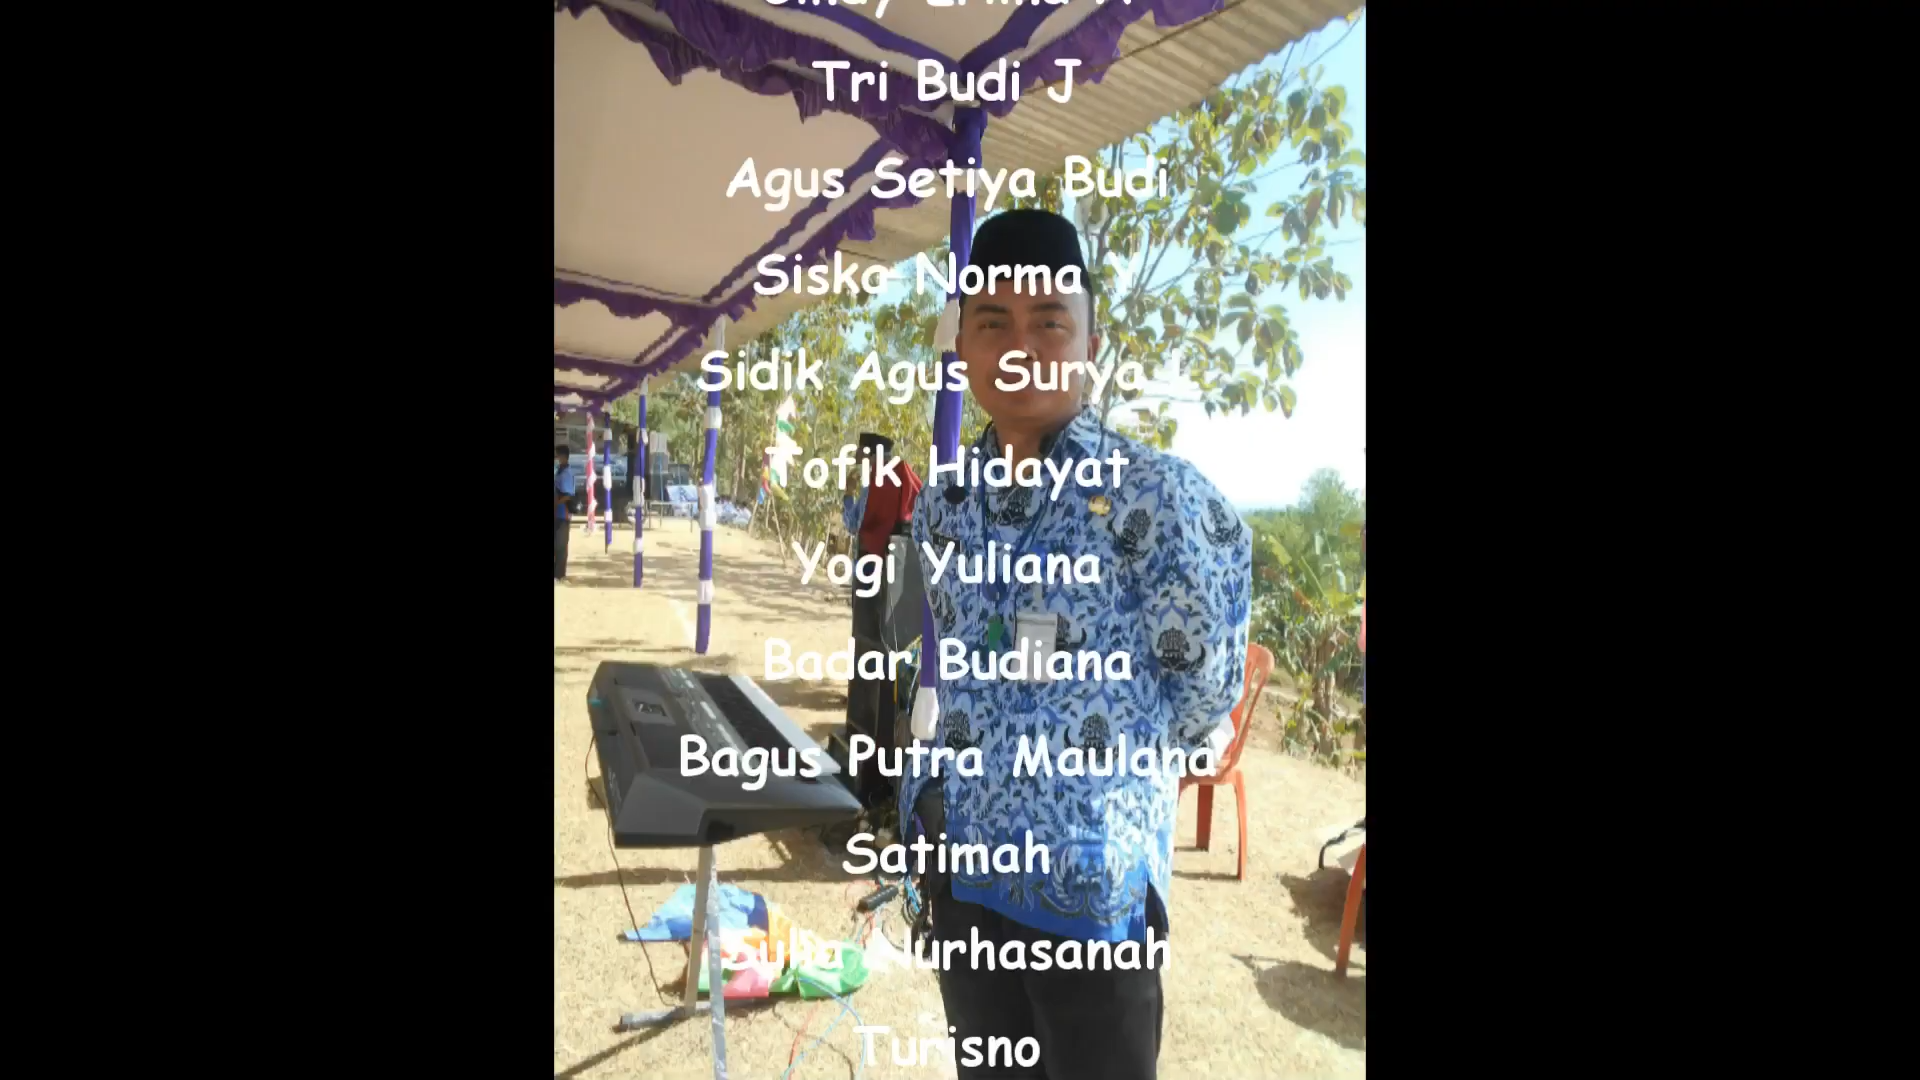 Tri Budi J
Agus Setiya Budi
Siska Norma Y
Sidik Agus Surya L
Tofik Hidayat
Yogi Yuliana
Badar Budiana
Bagus Putra Maulana
Satimah
Nurhasanah
Turisno